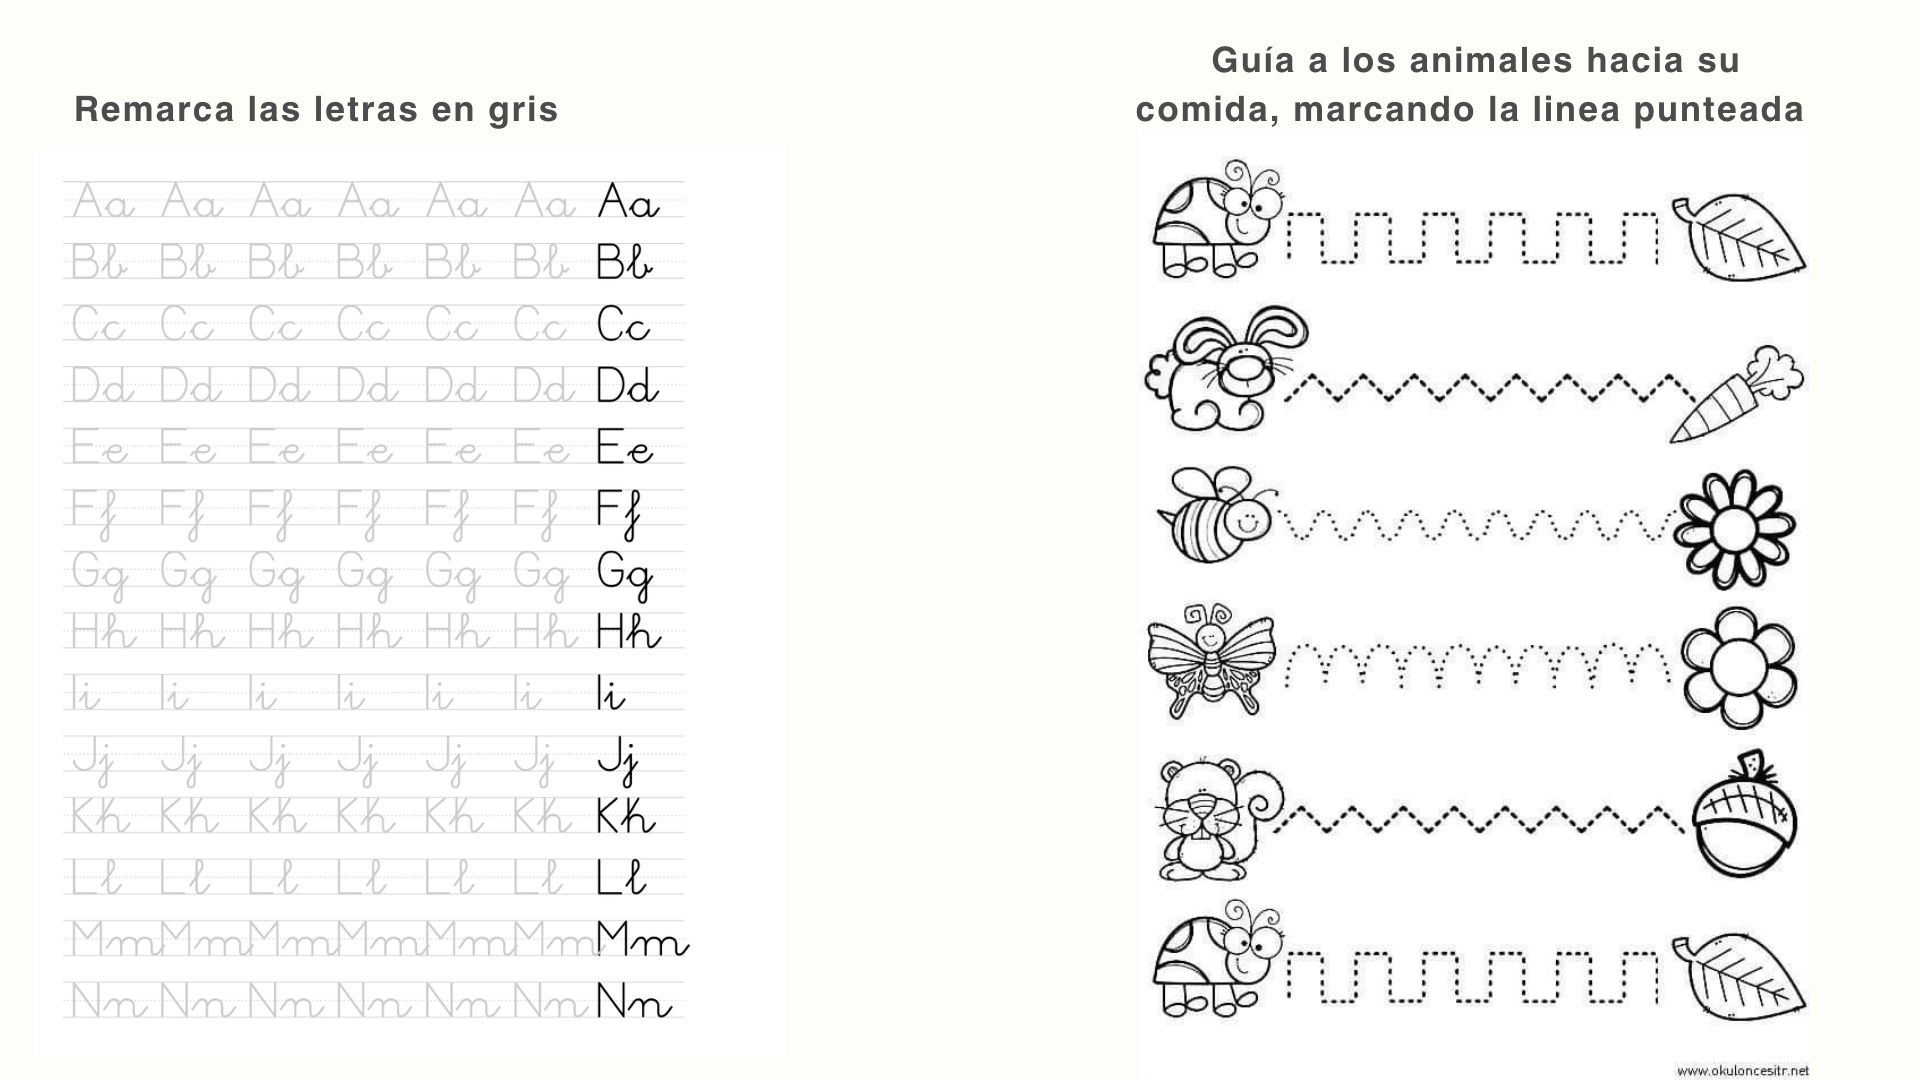 Remarca las letras en gris
Aa Aa Aa Aa Aa Aa Aa
Bb Bb Bb Bb Bb Bb Bb
Cc Cc Cc Cc Cc Cc Cc
Dd Dd Dd Dd Dd Dd Dd
Ee Ee Ee Ee Ee Ee Ee
Ff Ff Ff Ff Ff Ff Ff
Gg Gg Gg Gg Gg Gg Gg
Hh Hh Hh Hh Hh Hh Hh
Ii Ii Ii Ii Ii Ii Ii
Jj Jj Jj Jj Jj Jj Jj
Kk Kk Kk Kk Kk Kk Kk
Ll Ll Ll Ll Ll Ll Ll
Mm Mm Mm Mm Mm Mm Mm
Nn Nn Nn Nn Nn Nn Nn
Guía a los animales hacia su
comida, marcando la linea punteada
www.okuloncesitr.net